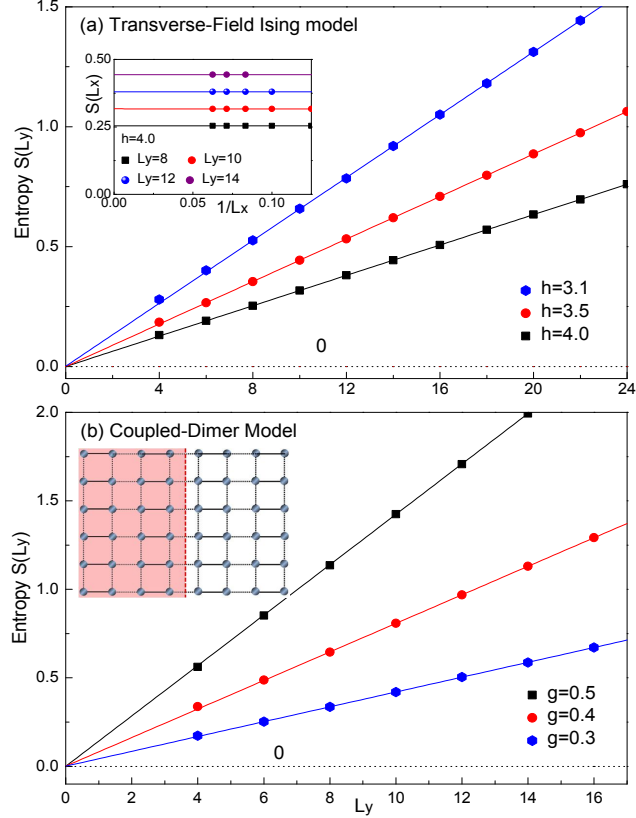 (a) Transverse-Field Ising model
Entropy S(Ly)
1.5
1.0
0.5
0.0
0 4 8 12 16 20 24
S(Lx)
0.50
0.25
0.00
0.00 0.05 0.10
1/Lx
h=4.0
Ly=8 Ly=10
Ly=12 Ly=14
h=3.1
h=3.5
h=4.0
0
(b) Coupled-Dimer Model
Entropy S(Ly)
2.0
1.5
1.0
0.5
0.0
0 2 4 6 8 10 12 14 16
Ly
g=0.5
g=0.4
g=0.3
0